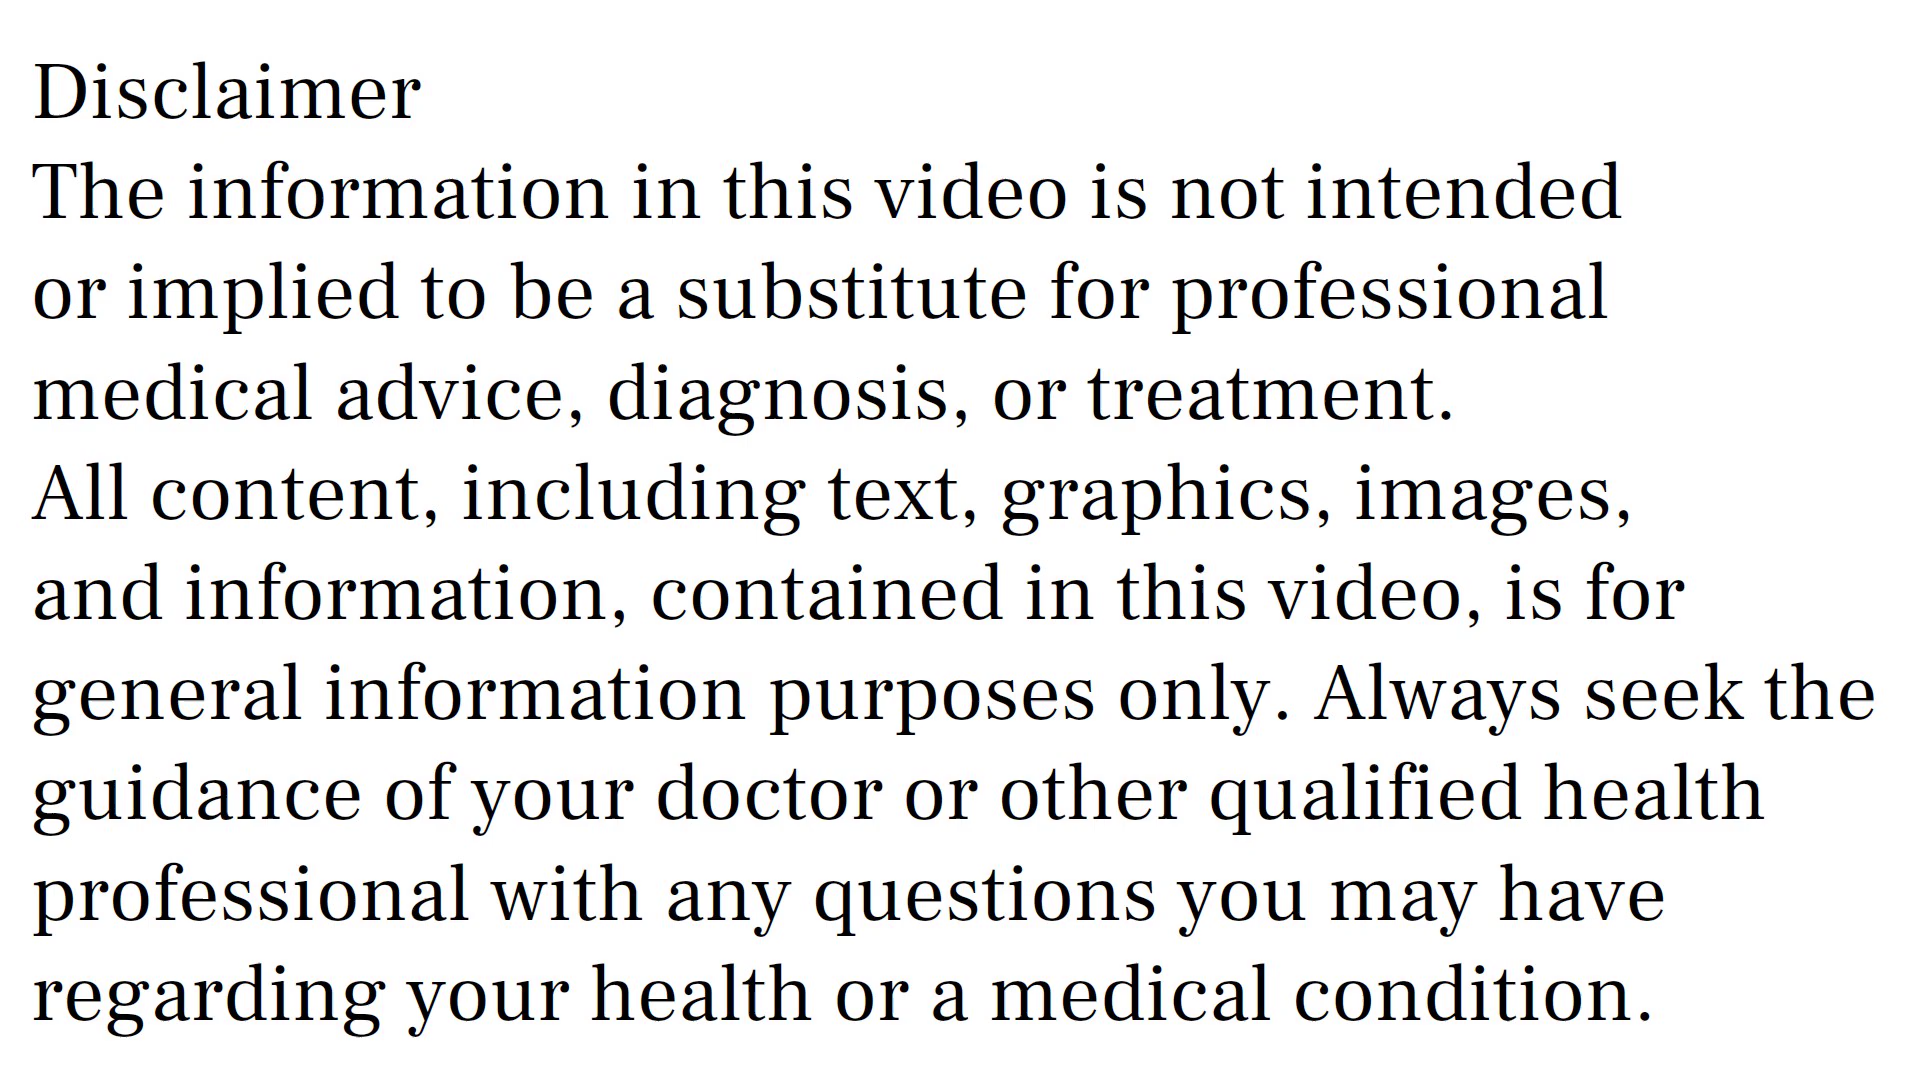 Disclaimer
The information in this video is not intended
or implied to be a substitute for professional
medical advice, diagnosis, or treatment.
All content, including text, graphics, images,
and information, contained in this video, is for
general information purposes only. Always seek the
guidance of your doctor or other qualified health
professional with any questions you may have
regarding your health or a medical condition.